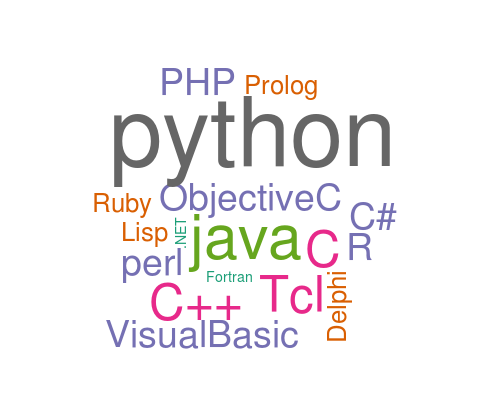 PHP
Prolog
python
ObjectiveC
Ruby
C#
Lisp
.NET
java
C
R
perl
Fortran
C++
Tcl
Delphi
VisualBasic